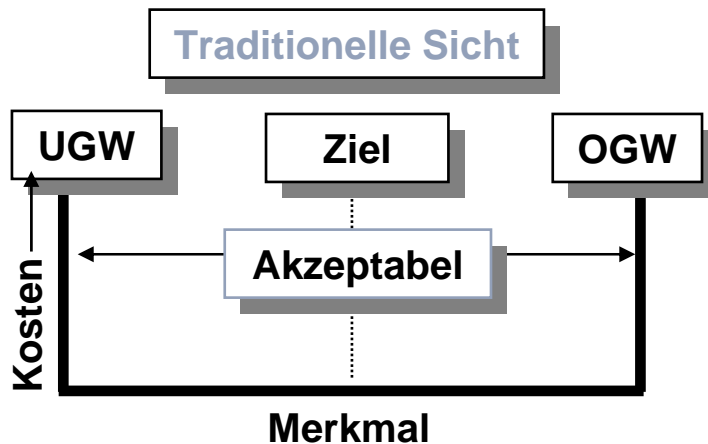 Traditionelle Sicht
UGW
Ziel
OGW
Akzeptabel
Kosten
Merkmal